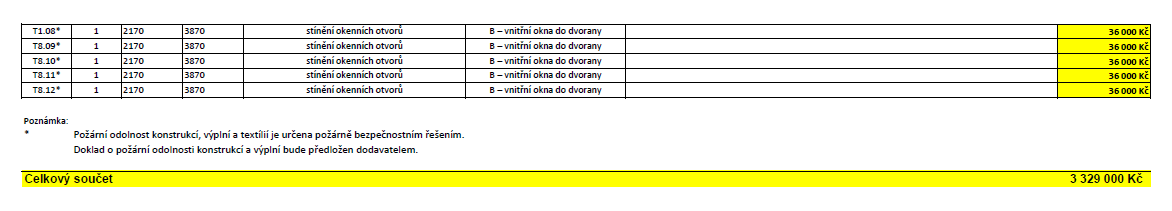 T1.08* 1 2170 3870 stínění okenních otvorů B – vnitřní okna do dvorany 36 000 Kč
T8.09* 1 2170 3870 stínění okenních otvorů B – vnitřní okna do dvorany 36 000 Kč
T8.10* 1 2170 3870 stínění okenních otvorů B – vnitřní okna do dvorany 36 000 Kč
T8.11* 1 2170 3870 stínění okenních otvorů B – vnitřní okna do dvorany 36 000 Kč
T8.12* 1 2170 3870 stínění okenních otvorů B – vnitřní okna do dvorany 36 000 Kč
Poznámka:
* Požární odolnost konstrukcí, výplní a textílií je určena požárně bezpečnostním řešením.
Doklad o požární odolnosti konstrukcí a výplní bude předložen dodavatelem.
Celkový součet 3 329 000 Kč